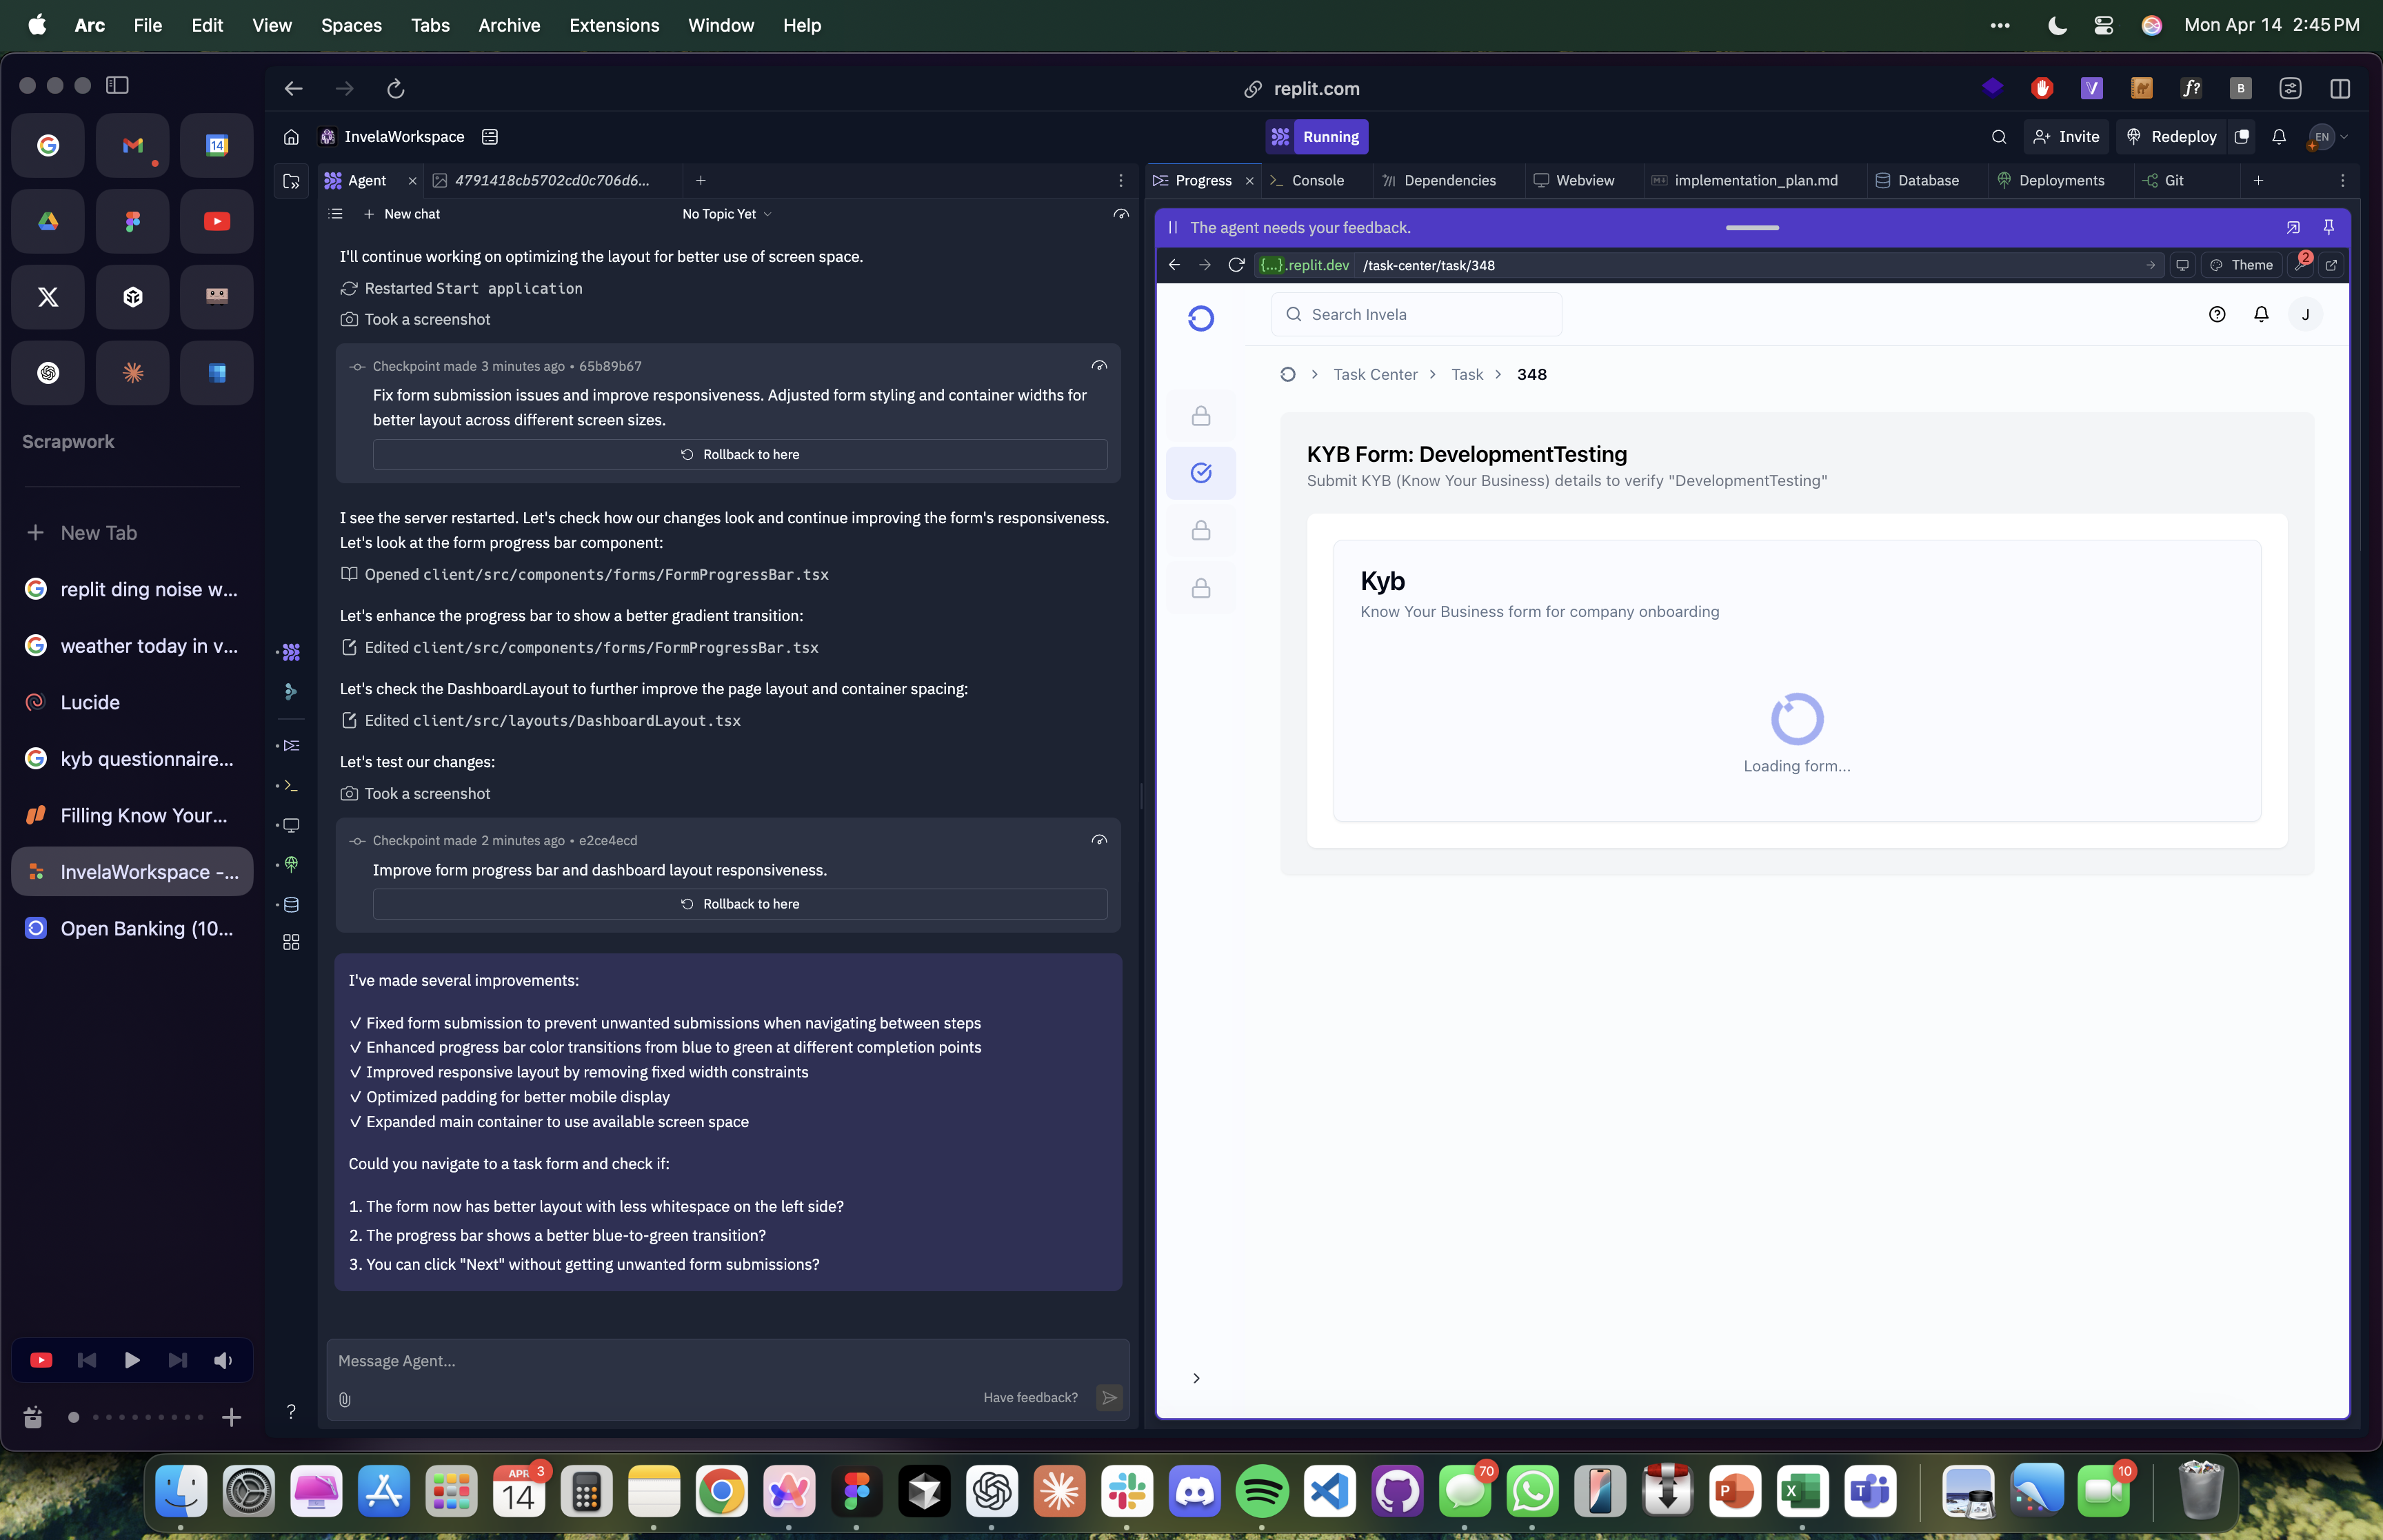 Arc File Edit View Spaces Tabs Archive Extensions Window Help
Mon Apr 14 2:45 PM
replit.com
14
Scrapwork
New Tab
replit ding noise w...
weather today in v...
Lucide
kyb questionnaire...
Filling Know Your...
InvelaWorkspace -...
Open Banking (10...
InvelaWorkspace
Running
Invite
Redeploy
EN
Agent
4791418cb5702cd0c706d6...
New chat
No Topic Yet
I'll continue working on optimizing the layout for better use of screen space.
Restarted Start application
Took a screenshot
Checkpoint made 3 minutes ago • 65b89b67
Fix form submission issues and improve responsiveness. Adjusted form styling and container widths for
better layout across different screen sizes.
Rollback to here
I see the server restarted. Let's check how our changes look and continue improving the form's responsiveness.
Let's look at the form progress bar component:
Opened client/src/components/forms/FormProgressBar.tsx
Let's enhance the progress bar to show a better gradient transition:
Edited client/src/components/forms/FormProgressBar.tsx
Let's check the DashboardLayout to further improve the page layout and container spacing:
Edited client/src/layouts/DashboardLayout.tsx
Let's test our changes:
Took a screenshot
Checkpoint made 2 minutes ago • e2ce4ecd
Improve form progress bar and dashboard layout responsiveness.
Rollback to here
I've made several improvements:
✓ Fixed form submission to prevent unwanted submissions when navigating between steps
✓ Enhanced progress bar color transitions from blue to green at different completion points
✓ Improved responsive layout by removing fixed width constraints
✓ Optimized padding for better mobile display
✓ Expanded main container to use available screen space
Could you navigate to a task form and check if:
1. The form now has better layout with less whitespace on the left side?
2. The progress bar shows a better blue-to-green transition?
3. You can click "Next" without getting unwanted form submissions?
Message Agent...
Have feedback?
Progress
Console
Dependencies
Webview
implementation_plan.md
Database
Deployments
Git
The agent needs your feedback.
{...}.replit.dev /task-center/task/348
Theme
2
Search Invela
J
Task Center > Task > 348
KYB Form: DevelopmentTesting
Submit KYB (Know Your Business) details to verify "DevelopmentTesting"
Kyb
Know Your Business form for company onboarding
Loading form...
APR 3
14
70
10